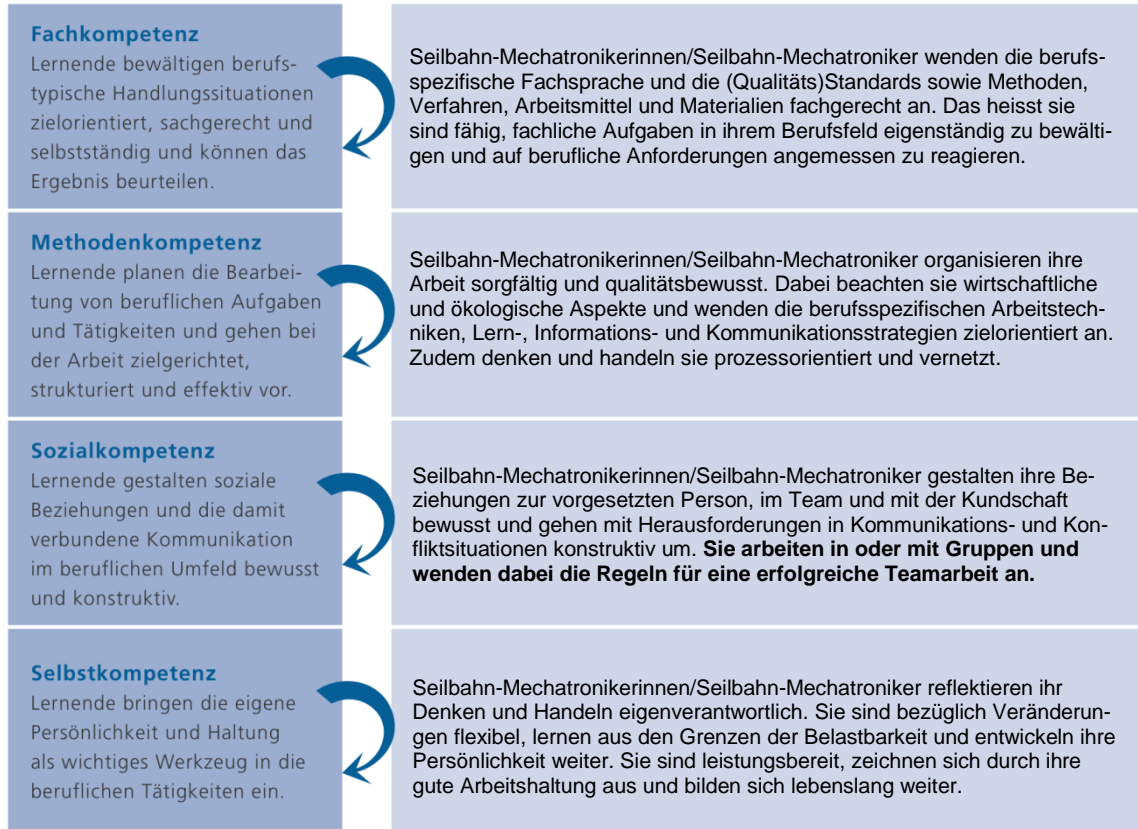 Fachkompetenz
Lernende bewältigen berufs-
typische Handlungssituationen
zielorientiert, sachgerecht und
selbstständig und können das
Ergebnis beurteilen.
Seilbahn-Mechatronikerinnen/Seilbahn-Mechatroniker wenden die berufs-
spezifische Fachsprache und die (Qualitäts)Standards sowie Methoden,
Verfahren, Arbeitsmittel und Materialien fachgerecht an. Das heisst sie
sind fähig, fachliche Aufgaben in ihrem Berufsfeld eigenständig zu bewälti-
gen und auf berufliche Anforderungen angemessen zu reagieren.
Methodenkompetenz
Lernende planen die Bearbei-
tung von beruflichen Aufgaben
und Tätigkeiten und gehen bei
der Arbeit zielgerichtet,
strukturiert und effektiv vor.
Seilbahn-Mechatronikerinnen/Seilbahn-Mechatroniker organisieren ihre
Arbeit sorgfältig und qualitätsbewusst. Dabei beachten sie wirtschaftliche
und ökologische Aspekte und wenden die berufsspezifischen Arbeitstech-
niken, Lern-, Informations- und Kommunikationsstrategien zielorientiert an.
Zudem denken und handeln sie prozessorientiert und vernetzt.
Sozialkompetenz
Lernende gestalten soziale
Beziehungen und die damit
verbundene Kommunikation
im beruflichen Umfeld bewusst
und konstruktiv.
Seilbahn-Mechatronikerinnen/Seilbahn-Mechatroniker gestalten ihre Be-
ziehungen zur vorgesetzten Person, im Team und mit der Kundschaft
bewusst und gehen mit Herausforderungen in Kommunikations- und Kon-
fliktsituationen konstruktiv um. Sie arbeiten in oder mit Gruppen und
wenden dabei die Regeln für eine erfolgreiche Teamarbeit an.
Selbstkompetenz
Lernende bringen die eigene
Persönlichkeit und Haltung
als wichtiges Werkzeug in die
beruflichen Tätigkeiten ein.
Seilbahn-Mechatronikerinnen/Seilbahn-Mechatroniker reflektieren ihr
Denken und Handeln eigenverantwortlich. Sie sind bezüglich Veränderun-
gen flexibel, lernen aus den Grenzen der Belastbarkeit und entwickeln ihre
Persönlichkeit weiter. Sie sind leistungsbereit, zeichnen sich durch ihre
gute Arbeitshaltung aus und bilden sich lebenslang weiter.